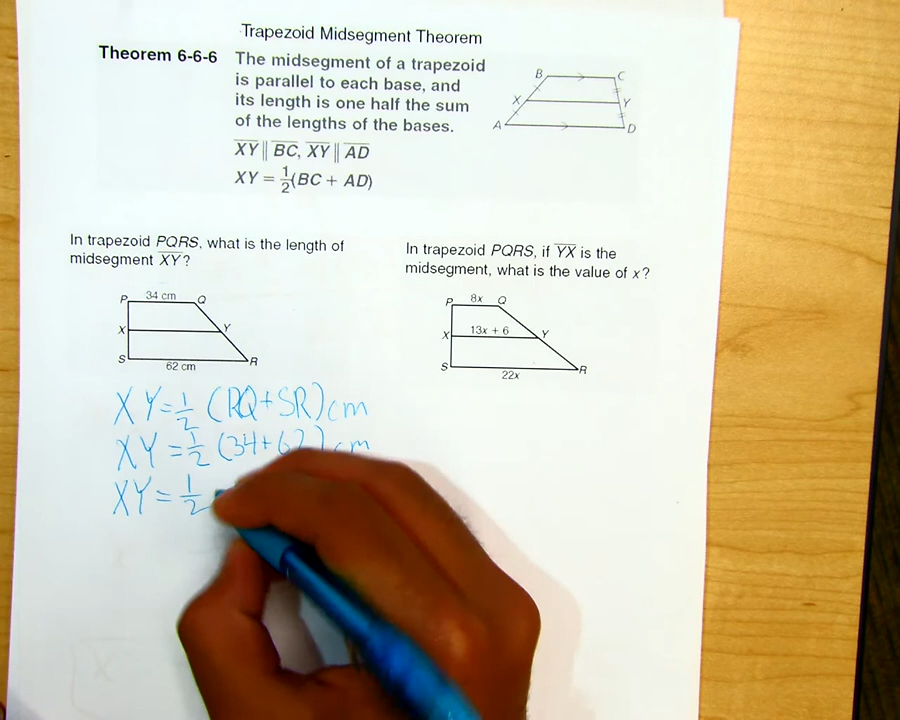 Trapezoid Midsegment Theorem
Theorem 6-6-6 The midsegment of a trapezoid
is parallel to each base, and
its length is one half the sum
of the lengths of the bases.
XY ∥ BC, XY ∥ AD
XY = 1/2(BC + AD)
B C
X Y
A D
In trapezoid PQRS, what is the length of
midsegment XY?
P 34 cm Q
X Y
S R
62 cm
In trapezoid PQRS, if YX is the
midsegment, what is the value of x?
P 8x Q
X 13x + 6 Y
S R
22x
XY = 1/2 (PQ + SR) cm
XY = 1/2 (34 + 62) cm
XY = 1/2